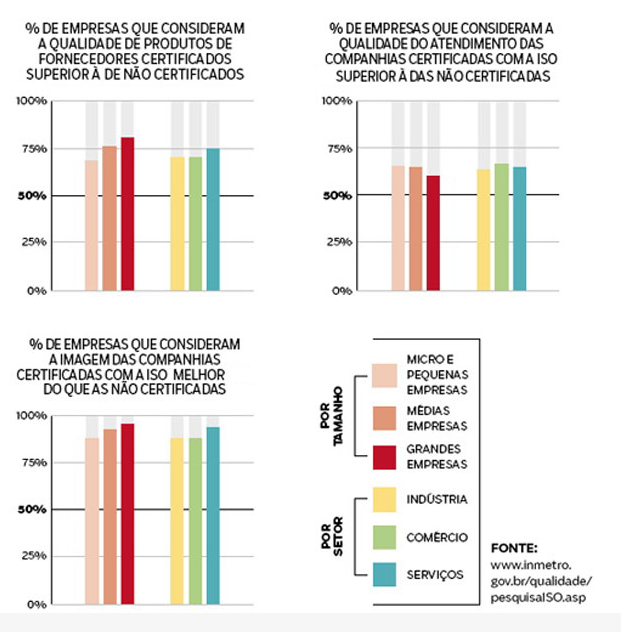 % DE EMPRESAS QUE CONSIDERAM
A QUALIDADE DE PRODUTOS DE
FORNECEDORES CERTIFICADOS
SUPERIOR À DE NÃO CERTIFICADOS
100%
75%
50%
25%
0%
% DE EMPRESAS QUE CONSIDERAM A
QUALIDADE DO ATENDIMENTO DAS
COMPANHIAS CERTIFICADAS COM A ISO
SUPERIOR À DAS NÃO CERTIFICADAS
100%
75%
50%
25%
0%
% DE EMPRESAS QUE CONSIDERAM
A IMAGEM DAS COMPANHIAS
CERTIFICADAS COM A ISO MELHOR
DO QUE AS NÃO CERTIFICADAS
100%
75%
50%
25%
0%
POR
TAMANHO
MICRO E
PEQUENAS
EMPRESAS
MÉDIAS
EMPRESAS
GRANDES
EMPRESAS
POR
SETOR
INDÚSTRIA
COMÉRCIO
SERVIÇOS
FONTE:
www.inmetro.
gov.br/qualidade/
pesquisaISO.asp